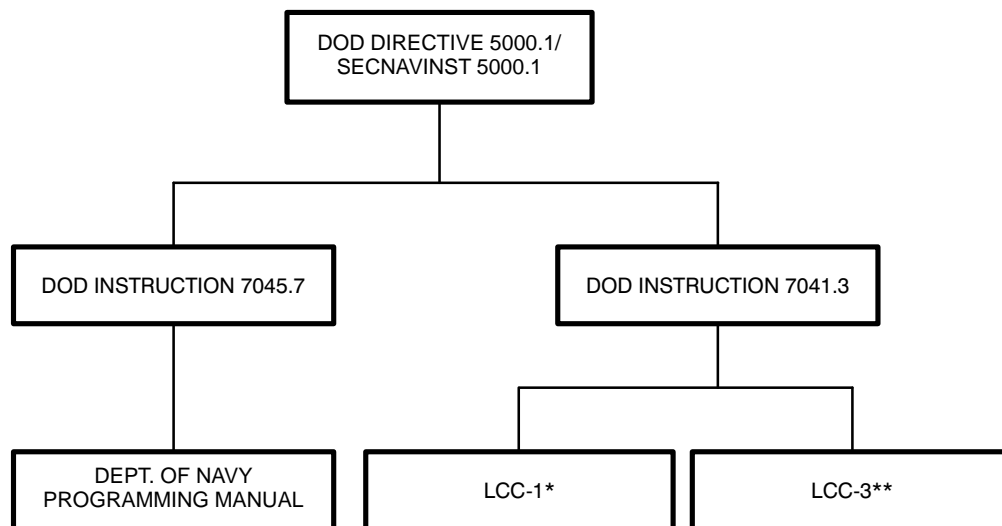 DOD DIRECTIVE 5000.1/
SECNAVINST 5000.1
DOD INSTRUCTION 7045.7
DOD INSTRUCTION 7041.3
DEPT. OF NAVY
PROGRAMMING MANUAL
LCC-1*
LCC-3**